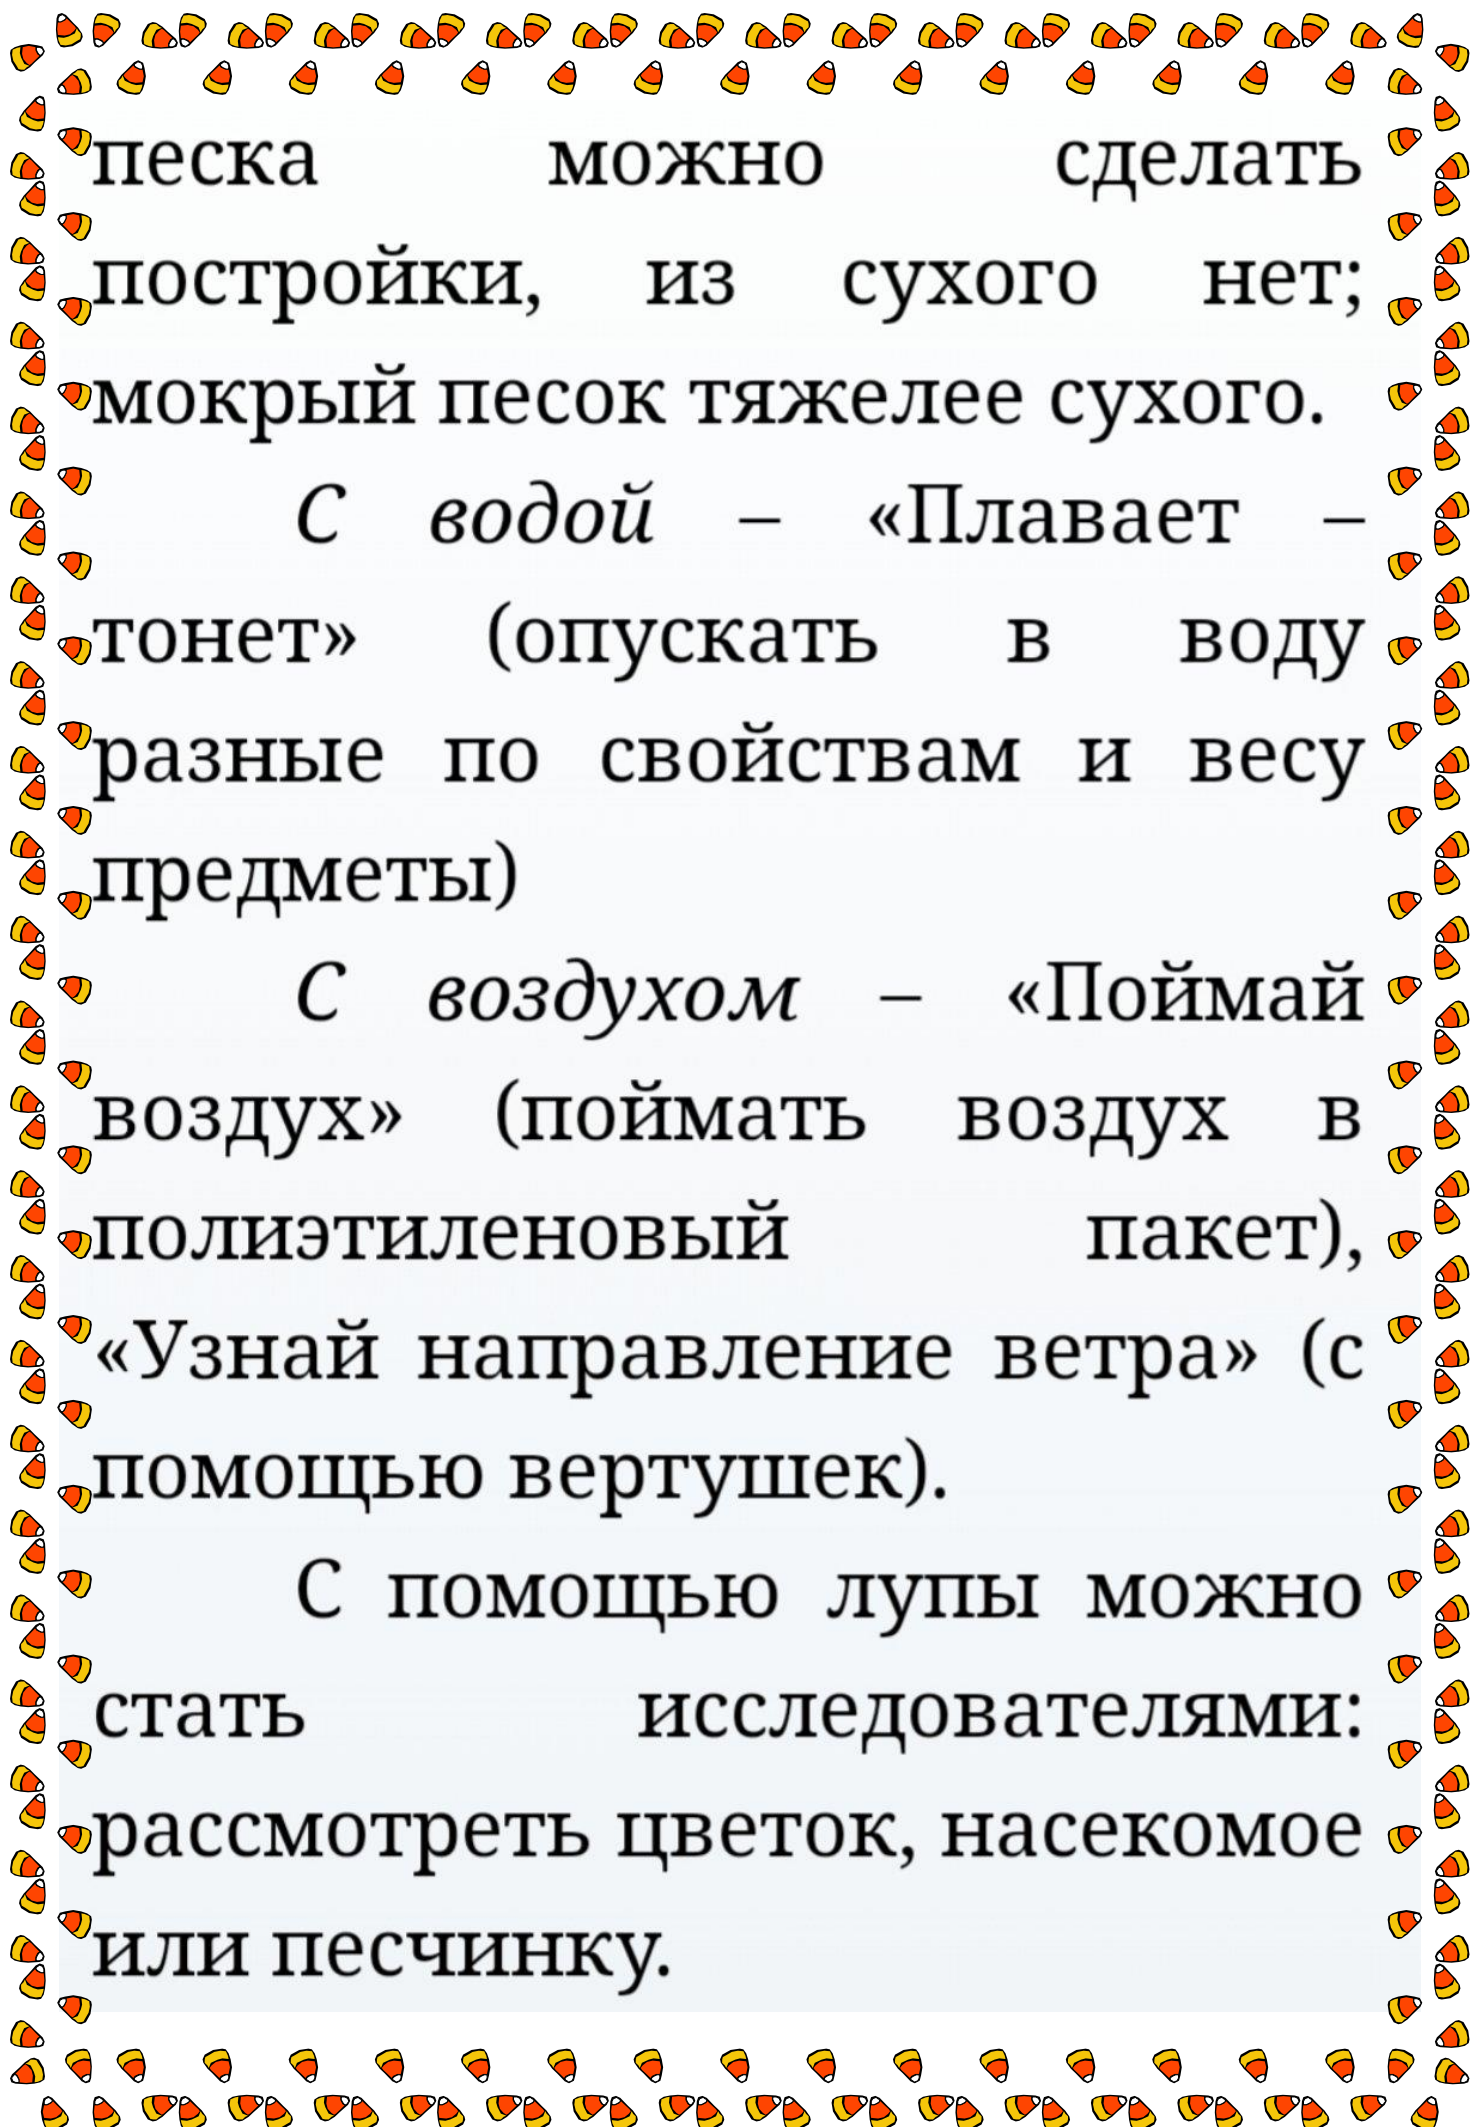 песка можно сделать
постройки, из сухого нет;
мокрый песок тяжелее сухого.
С водой – «Плавает –
тонет» (опускать в воду
разные по свойствам и весу
предметы)
С воздухом – «Поймай
воздух» (поймать воздух в
полиэтиленовый пакет),
«Узнай направление ветра» (с
помощью вертушек).
С помощью лупы можно
стать исследователями:
рассмотреть цветок, насекомое
или песчинку.